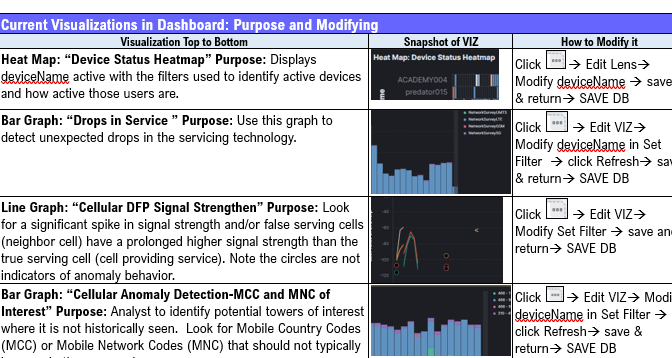 Current Visualizations in Dashboard: Purpose and Modifying
Visualization Top to Bottom
Snapshot of VIZ
How to Modify it
Heat Map: “Device Status Heatmap” Purpose: Displays
deviceName active with the filters used to identify active devices
and how active those users are.
Heat Map: Device Status Heatmap
ACADEMY004
predator015
Click ... → Edit Lens→
Modify deviceName → save
& return→ SAVE DB
Bar Graph: “Drops in Service ” Purpose: Use this graph to
detect unexpected drops in the servicing technology.
NetworkSurveyUMTS
NetworkSurveyLTE
NetworkSurveyGSM
NetworkSurvey5G
Click ... → Edit VIZ→
Modify deviceName in Set
Filter → click Refresh→
& return→ SAVE DB
Line Graph: “Cellular DFP Signal Strengthen” Purpose: Look
for a significant spike in signal strength and/or false serving cells
(neighbor cell) have a prolonged higher signal strength than the
true serving cell (cell providing service). Note the circles are not
indicators of anomaly behavior.
Click ... → Edit VIZ→
Modify Set Filter → save and
return→ SAVE DB
Bar Graph: “Cellular Anomaly Detection-MCC and MNC of
Interest” Purpose: Analyst to identify potential towers of interest
where it is not historically seen. Look for Mobile Country Codes
(MCC) or Mobile Network Codes (MNC) that should not typically
Click ... → Edit VIZ→
deviceName in Set Filter →
click Refresh→ save &
return→ SAVE DB